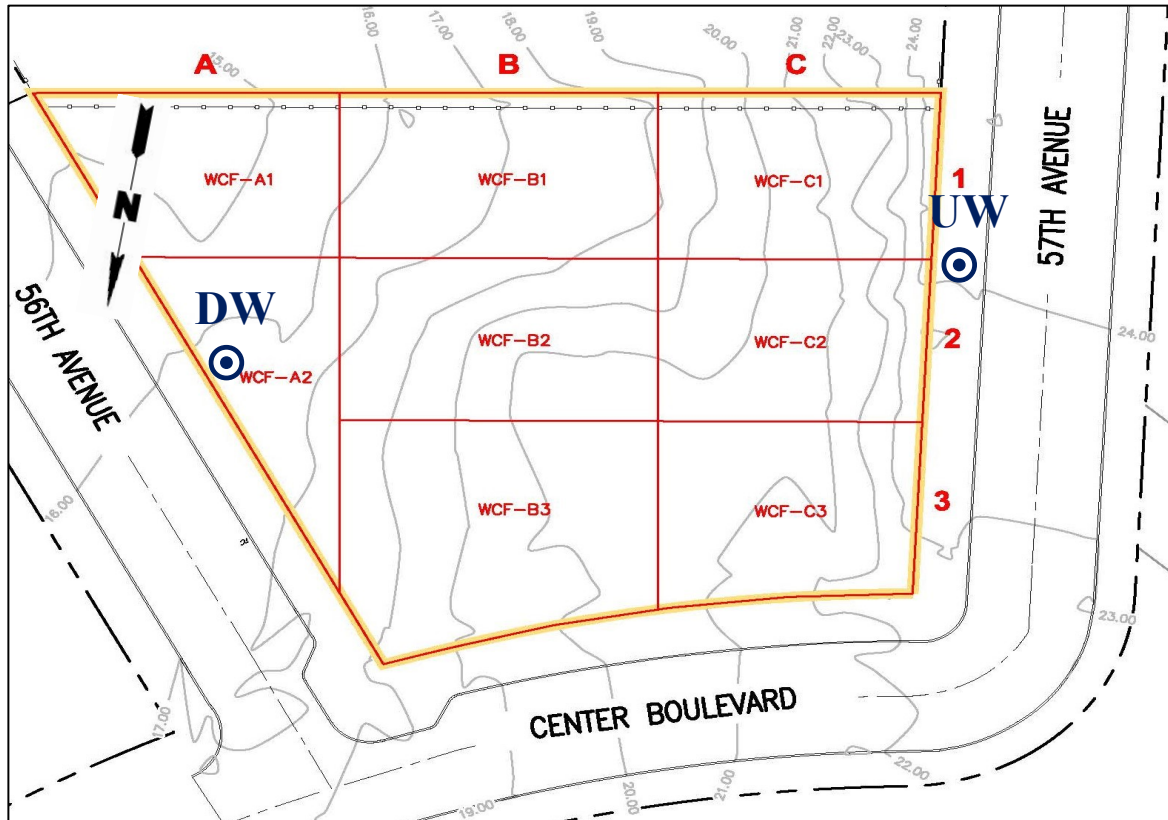 16.00
17.00
18.00
19.00
20.00
21.00
22.00
23.00
24.00
15.00
A
B
C
WCF-A1
WCF-B1
WCF-C1
1
N
UW
57TH AVENUE
56TH AVENUE
DW
WCF-A2
WCF-B2
WCF-C2
2
24.00
16.00
WCF-B3
WCF-C3
3
23.00
17.00
CENTER BOULEVARD
19.00
20.00
21.00
22.00